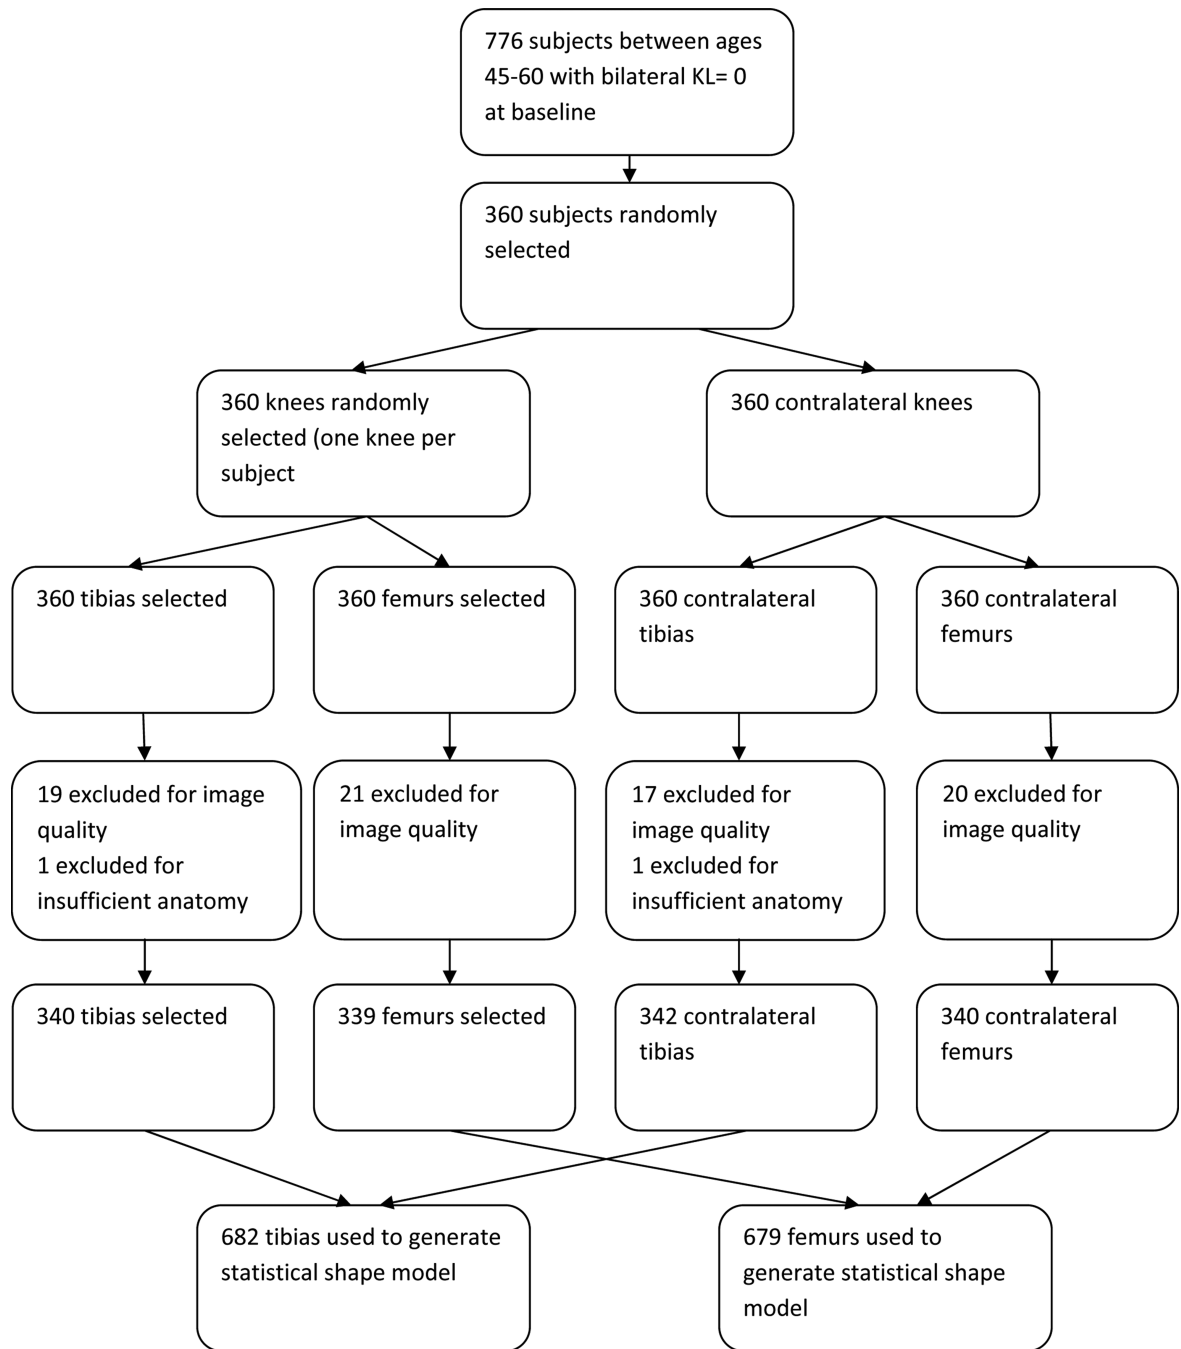 776 subjects between ages
45-60 with bilateral KL= 0
at baseline
360 subjects randomly
selected
360 knees randomly
selected (one knee per
subject
360 contralateral knees
360 tibias selected
360 femurs selected
360 contralateral
tibias
360 contralateral
femurs
19 excluded for image
quality
1 excluded for
insufficient anatomy
21 excluded for
image quality
17 excluded for
image quality
1 excluded for
insufficient anatomy
20 excluded for
image quality
340 tibias selected
339 femurs selected
342 contralateral
tibias
340 contralateral
femurs
682 tibias used to generate
statistical shape model
679 femurs used to
generate statistical shape
model